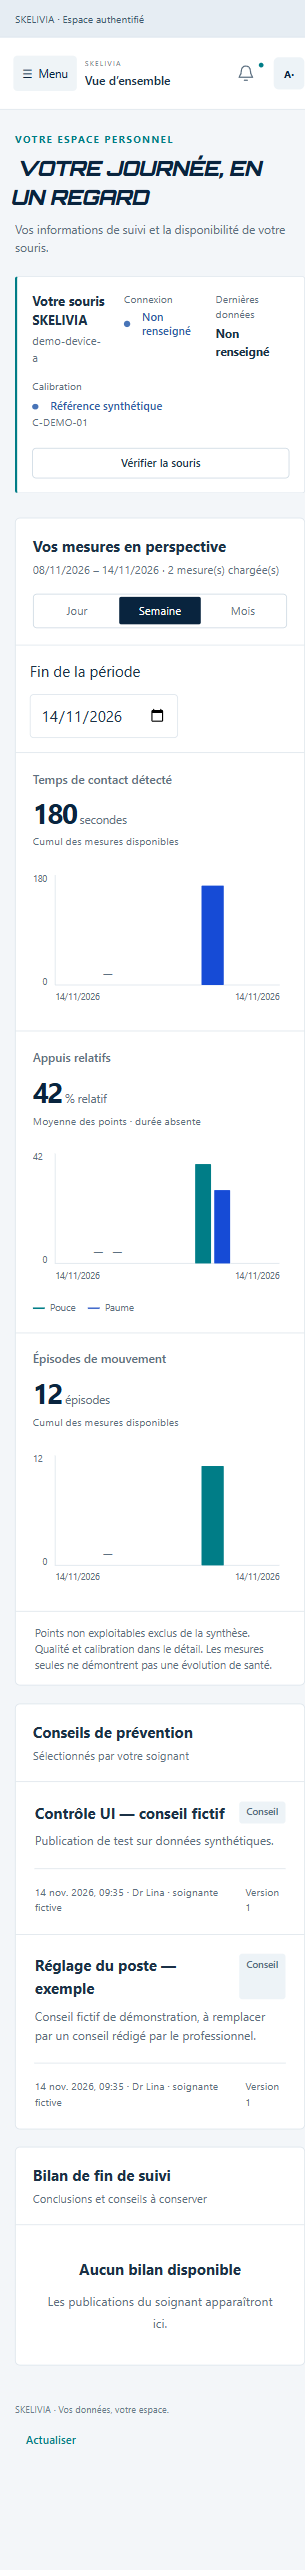 SKELIVIA · Espace authentifié
☰ Menu
SKELIVIA
Vue d’ensemble
A·
VOTRE ESPACE PERSONNEL
VOTRE JOURNÉE, EN
UN REGARD
Vos informations de suivi et la disponibilité de votre
souris.
Votre souris
SKELIVIA
demo-device-
a
Connexion
Non
renseigné
Dernières
données
Non
renseigné
Calibration
Référence synthétique
C-DEMO-01
Vérifier la souris
Vos mesures en perspective
08/11/2026 – 14/11/2026 · 2 mesure(s) chargée(s)
Jour
Semaine
Mois
Fin de la période
14/11/2026
Temps de contact détecté
180 secondes
Cumul des mesures disponibles
180
0
14/11/2026
14/11/2026
Appuis relatifs
42 % relatif
Moyenne des points · durée absente
42
0
14/11/2026
14/11/2026
Pouce
Paume
Épisodes de mouvement
12 épisodes
Cumul des mesures disponibles
12
0
14/11/2026
14/11/2026
Points non exploitables exclus de la synthèse.
Qualité et calibration dans le détail. Les mesures
seules ne démontrent pas une évolution de santé.
Conseils de prévention
Sélectionnés par votre soignant
Contrôle UI — conseil fictif
Conseil
Publication de test sur données synthétiques.
14 nov. 2026, 09:35 · Dr Lina · soignante
fictive
Version
1
Réglage du poste —
exemple
Conseil
Conseil fictif de démonstration, à remplacer
par un conseil rédigé par le professionnel.
14 nov. 2026, 09:35 · Dr Lina · soignante
fictive
Version
1
Bilan de fin de suivi
Conclusions et conseils à conserver
Aucun bilan disponible
Les publications du soignant apparaîtront
ici.
SKELIVIA · Vos données, votre espace.
Actualiser